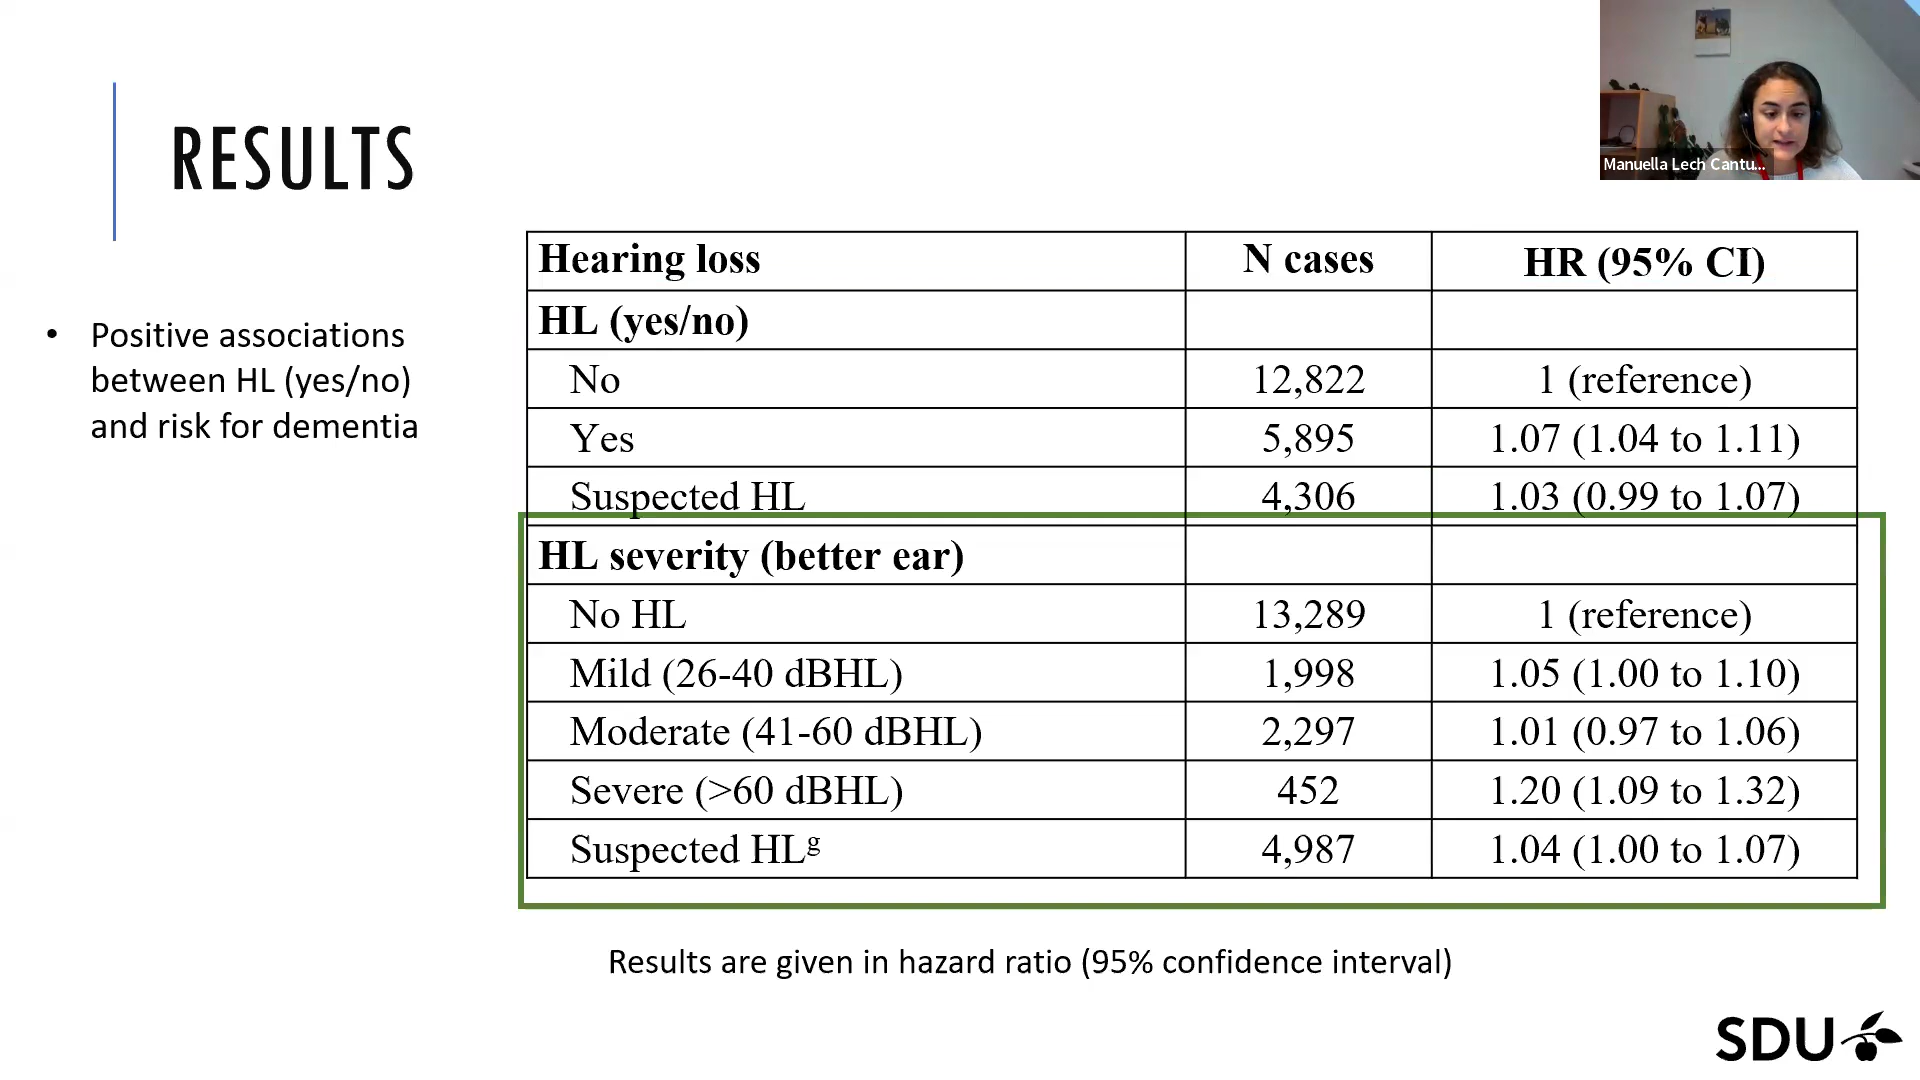 Manuella Lech Cantu...
RESULTS
• Positive associations
between HL (yes/no)
and risk for dementia
Hearing loss N cases HR (95% CI)
HL (yes/no)
No 12,822 1 (reference)
Yes 5,895 1.07 (1.04 to 1.11)
Suspected HL 4,306 1.03 (0.99 to 1.07)
HL severity (better ear)
No HL 13,289 1 (reference)
Mild (26-40 dBHL) 1,998 1.05 (1.00 to 1.10)
Moderate (41-60 dBHL) 2,297 1.01 (0.97 to 1.06)
Severe (>60 dBHL) 452 1.20 (1.09 to 1.32)
Suspected HLᵍ 4,987 1.04 (1.00 to 1.07)
Results are given in hazard ratio (95% confidence interval)
SDU